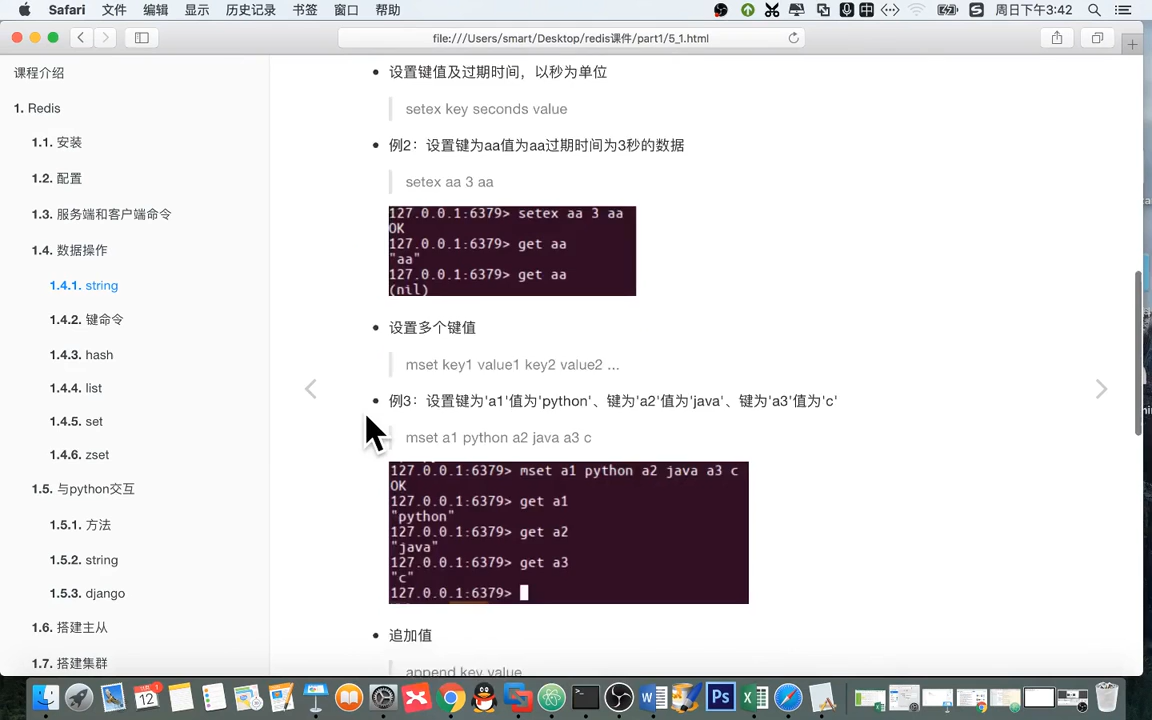 Safari 文件 编辑 显示 历史记录 书签 窗口 帮助 周日下午3:42
file:///Users/smart/Desktop/redis课件/part1/5_1.html
课程介绍
1. Redis
1.1. 安装
1.2. 配置
1.3. 服务端和客户端命令
1.4. 数据操作
1.4.1. string
1.4.2. 键命令
1.4.3. hash
1.4.4. list
1.4.5. set
1.4.6. zset
1.5. 与python交互
1.5.1. 方法
1.5.2. string
1.5.3. django
1.6. 搭建主从
1.7. 搭建集群
• 设置键值及过期时间，以秒为单位
setex key seconds value
• 例2：设置键为aa值为aa过期时间为3秒的数据
setex aa 3 aa
127.0.0.1:6379> setex aa 3 aa
OK
127.0.0.1:6379> get aa
"aa"
127.0.0.1:6379> get aa
(nil)
• 设置多个键值
mset key1 value1 key2 value2 ...
• 例3：设置键为'a1'值为'python'、键为'a2'值为'java'、键为'a3'值为'c'
mset a1 python a2 java a3 c
127.0.0.1:6379> mset a1 python a2 java a3 c
OK
127.0.0.1:6379> get a1
"python"
127.0.0.1:6379> get a2
"java"
127.0.0.1:6379> get a3
"c"
127.0.0.1:6379>
• 追加值
append key value
12
Ps